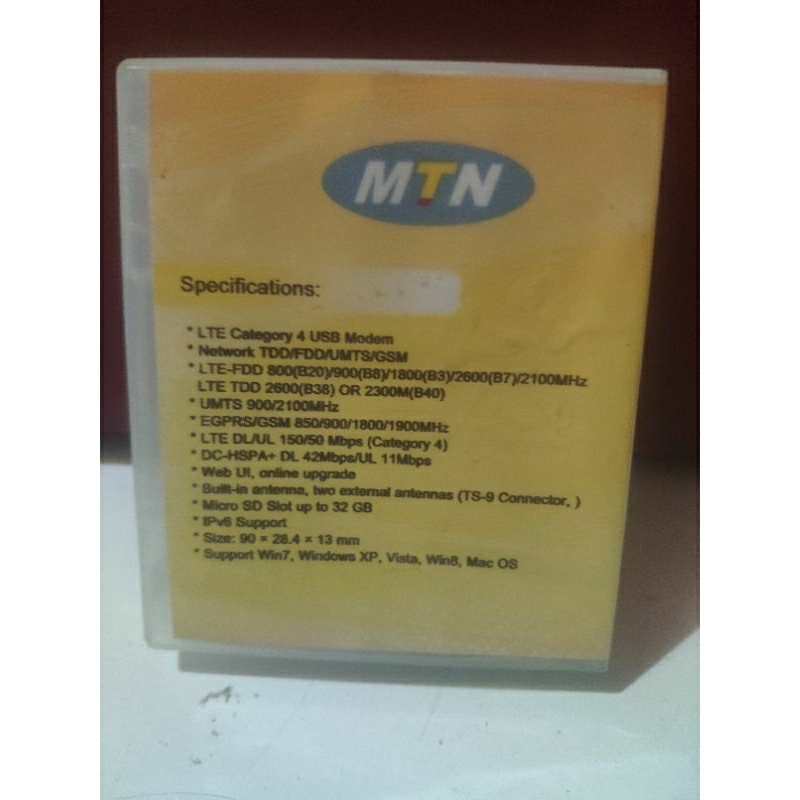 MTN
Specifications:
* LTE Category 4 USB Modem
* Network TDD/FDD/UMTS/GSM
* LTE-FDD 800(B20)/900(B8)/1800(B3)/2600(B7)/2100MHz
LTE TDD 2600(B38) OR 2300M(B40)
* UMTS 900/2100MHz
* EGPRS/GSM 850/900/1800/1900MHz
* LTE DL/UL 150/50 Mbps (Category 4)
* DC-HSPA+ DL 42Mbps/UL 11Mbps
* Web UI, online upgrade
* Built-in antenna, two external antennas (TS-9 Connector, )
* Micro SD Slot up to 32 GB
* IPv6 Support
* Size: 90 × 28.4 × 13 mm
* Support Win7, Windows XP, Vista, Win8, Mac OS